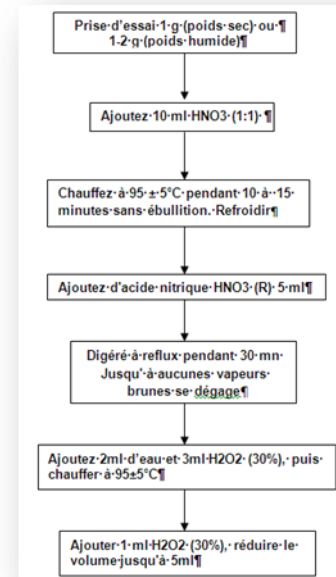 Prise d'essai 1 g (poids sec) ou ¶
1-2 g (poids humide)¶
Ajoutez 10 ml HNO3 (1:1) ¶
Chauffez à 95 ± 5°C pendant 10 à 15
minutes sans ébullition. Refroidir¶
Ajoutez d'acide nitrique HNO3 (R) 5 ml¶
Digéré à reflux pendant 30 mn
Jusqu'à aucunes vapeurs
brunes se dégage¶
Ajoutez 2ml d'eau et 3ml H2O2 (30%), puis
chauffer à 95±5°C¶
Ajouter 1 ml H2O2 (30%), réduire le
volume jusqu'à 5ml¶